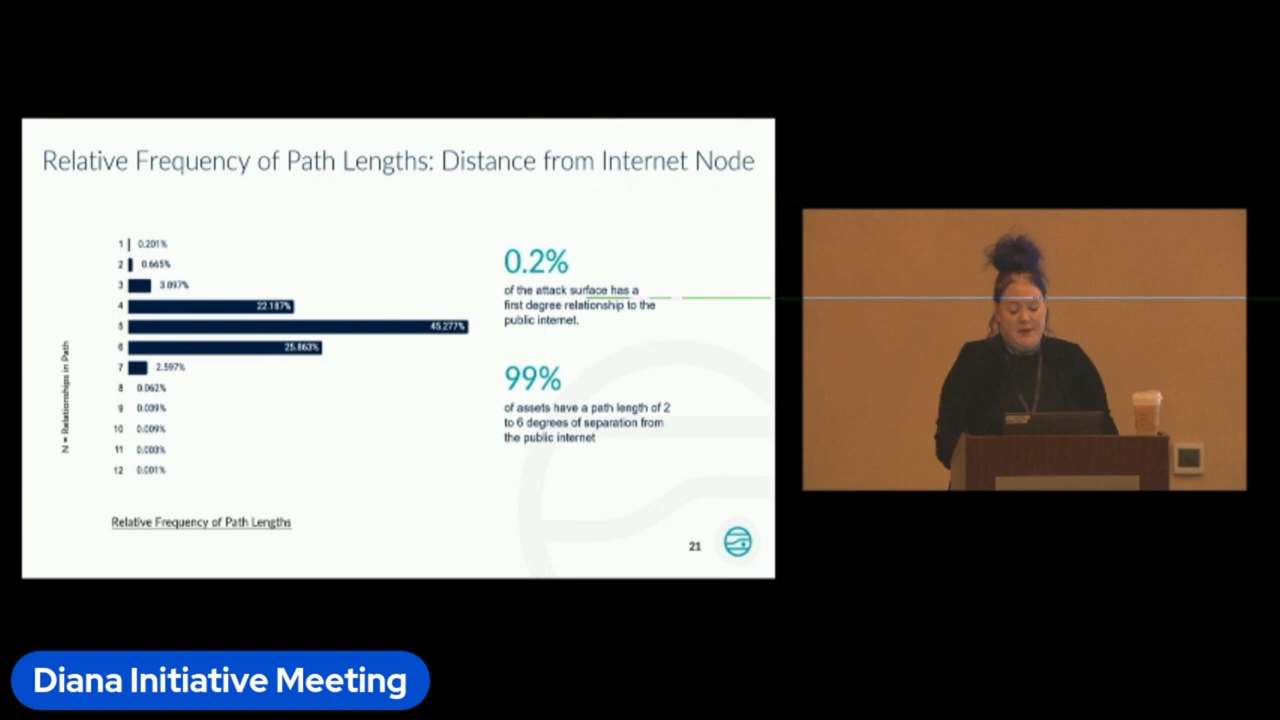 Relative Frequency of Path Lengths: Distance from Internet Node
N = Relationships in Path
1 0.201%
2 0.665%
3 3.097%
4 22.187%
5 45.277%
6 25.863%
7 2.597%
8 0.062%
9 0.039%
10 0.009%
11 0.003%
12 0.001%
Relative Frequency of Path Lengths
0.2%
of the attack surface has a
first degree relationship to the
public internet.
99%
of assets have a path length of 2
to 6 degrees of separation from
the public internet
21
Diana Initiative Meeting